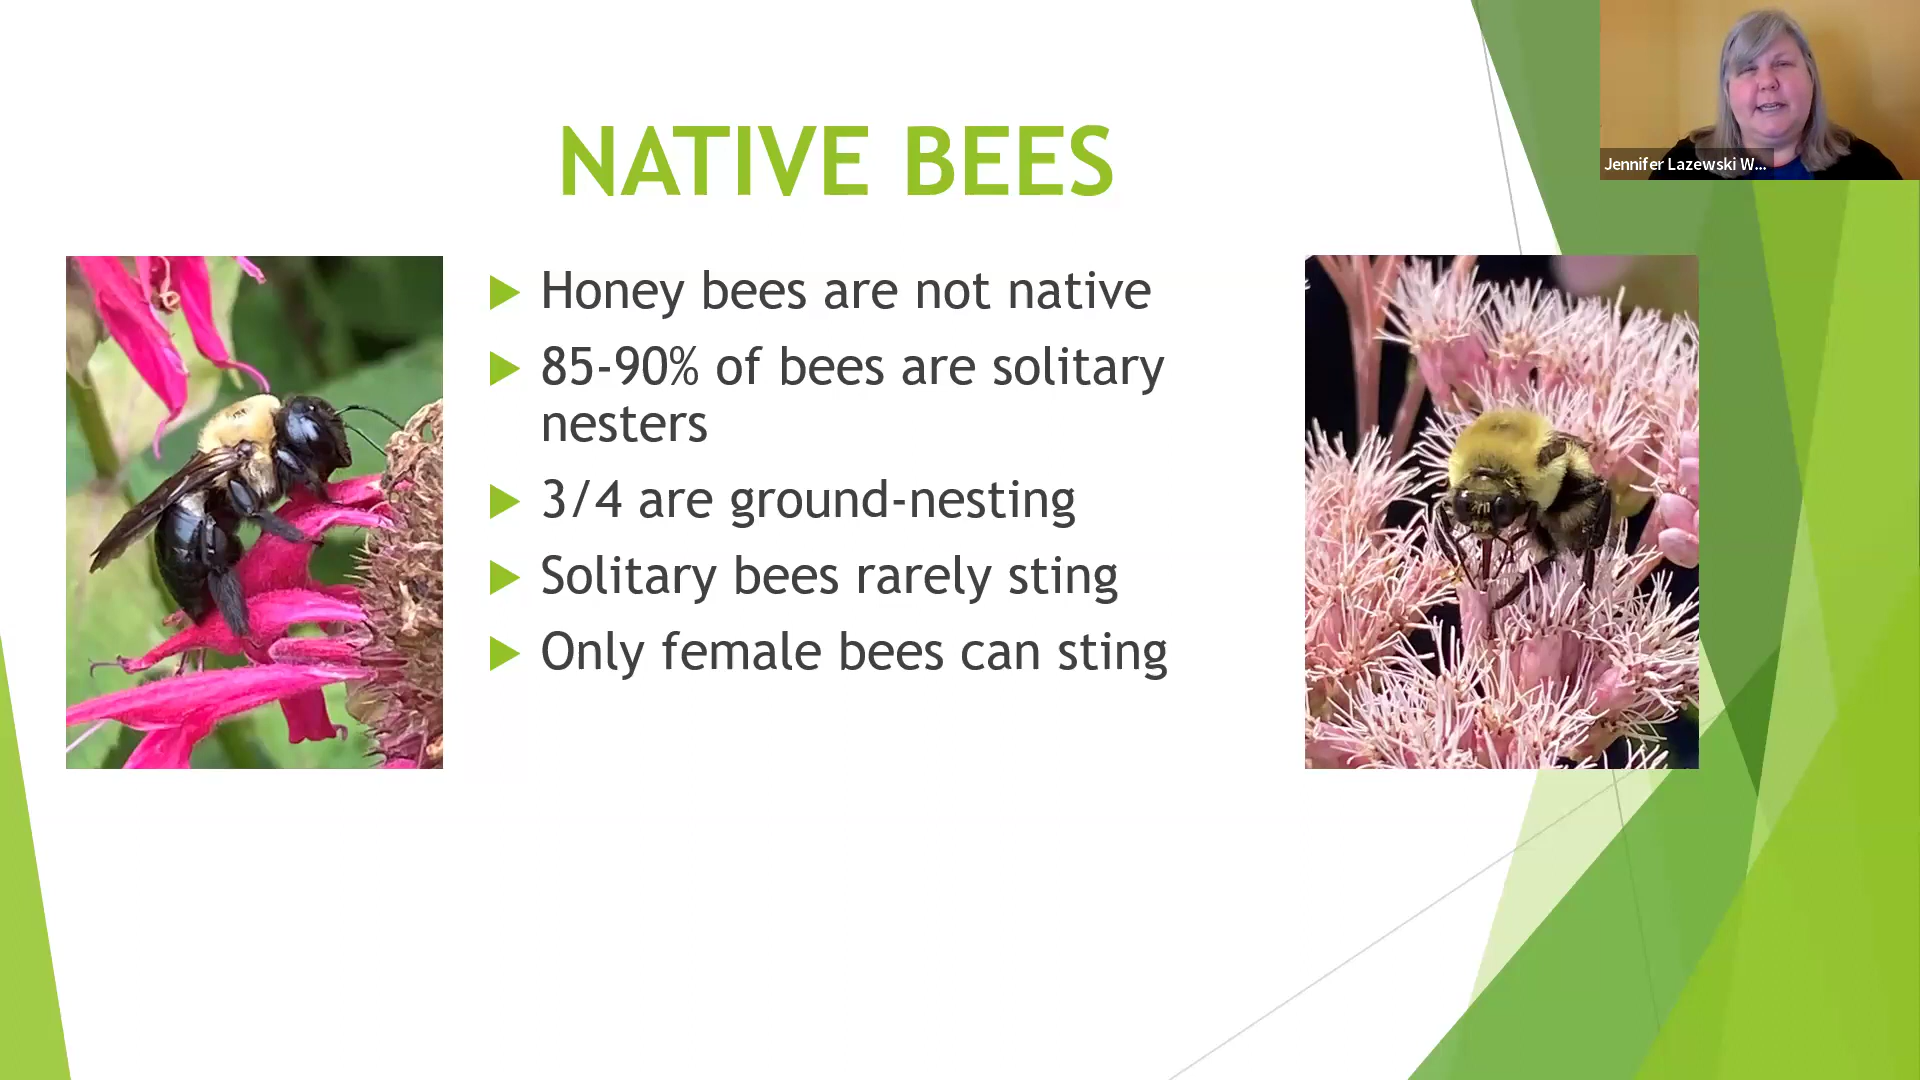 NATIVE BEES
Honey bees are not native
85-90% of bees are solitary
nesters
3/4 are ground-nesting
Solitary bees rarely sting
Only female bees can sting
Jennifer Lazewski W...